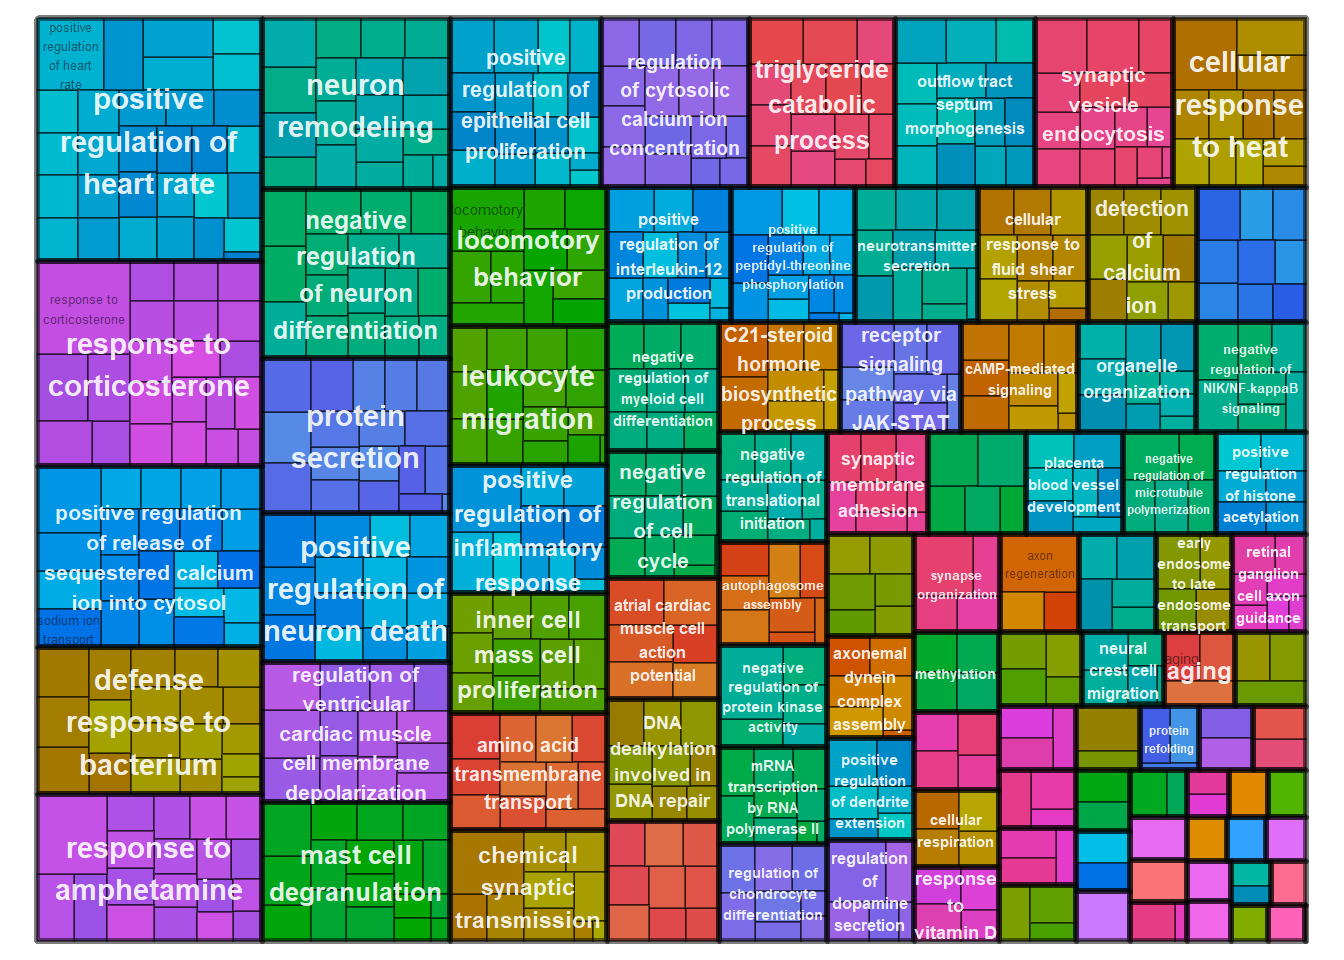 positive
regulation
of heart
rate
positive
regulation of
heart rate
neuron
remodeling
positive
regulation of
epithelial cell
proliferation
regulation
of cytosolic
calcium ion
concentration
triglyceride
catabolic
process
outflow tract
septum
morphogenesis
synaptic
vesicle
endocytosis
cellular
response
to heat
negative
regulation
of neuron
differentiation
locomotory
behavior
locomotory
behavior
positive
regulation of
interleukin-12
production
positive
regulation of
peptidyl-threonine
phosphorylation
neurotransmitter
secretion
cellular
response to
fluid shear
stress
detection
of
calcium
ion
response to
corticosterone
response to
corticosterone
protein
secretion
leukocyte
migration
negative
regulation of
myeloid cell
differentiation
C21-steroid
hormone
biosynthetic
process
receptor
signaling
pathway via
JAK-STAT
cAMP-mediated
signaling
organelle
organization
negative
regulation of
NIK/NF-kappaB
signaling
positive regulation
of release of
sequestered calcium
ion into cytosol
sodium ion
transport
positive
regulation of
neuron death
positive
regulation of
inflammatory
response
negative
regulation
of cell
cycle
negative
regulation of
translational
initiation
synaptic
membrane
adhesion
placenta
blood vessel
development
negative
regulation of
microtubule
polymerization
positive
regulation
of histone
acetylation
autophagosome
assembly
synapse
organization
axon
regeneration
early
endosome
to late
endosome
transport
retinal
ganglion
cell axon
guidance
defense
response to
bacterium
regulation of
ventricular
cardiac muscle
cell membrane
depolarization
inner cell
mass cell
proliferation
atrial cardiac
muscle cell
action
potential
negative
regulation of
protein kinase
activity
axonemal
dynein
complex
assembly
methylation
neural
crest cell
migration
aging
aging
amino acid
transmembrane
transport
DNA
dealkylation
involved in
DNA repair
mRNA
transcription
by RNA
polymerase II
positive
regulation
of dendrite
extension
protein
refolding
cellular
respiration
response to
amphetamine
mast cell
degranulation
chemical
synaptic
transmission
regulation of
chondrocyte
differentiation
regulation
of
dopamine
secretion
response
to
vitamin D